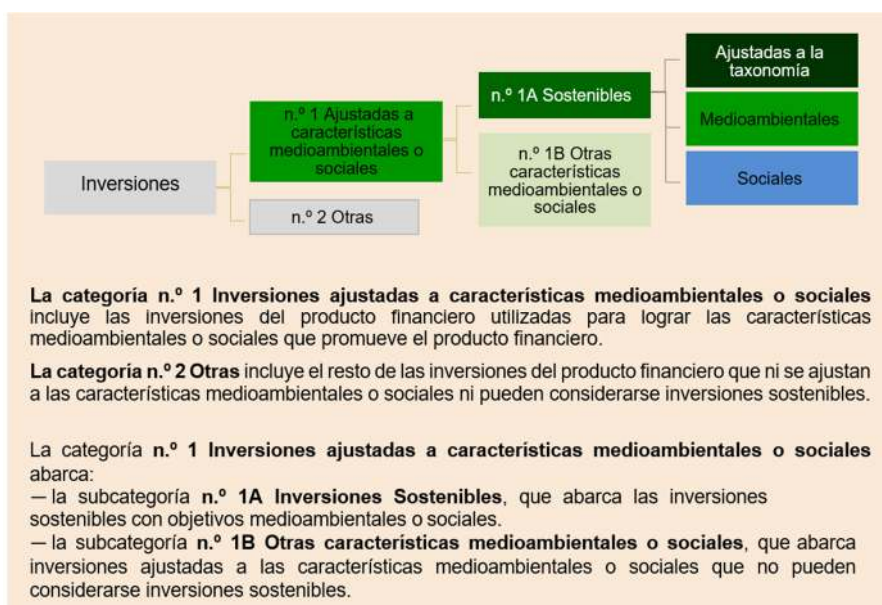 Inversiones
n.º 1 Ajustadas a
características
medioambientales o
sociales
n.º 2 Otras
n.º 1A Sostenibles
n.º 1B Otras
características
medioambientales o
sociales
Ajustadas a la
taxonomía
Medioambientales
Sociales
La categoría n.º 1 Inversiones ajustadas a características medioambientales o sociales
incluye las inversiones del producto financiero utilizadas para lograr las características
medioambientales o sociales que promueve el producto financiero.
La categoría n.º 2 Otras incluye el resto de las inversiones del producto financiero que ni se ajustan
a las características medioambientales o sociales ni pueden considerarse inversiones sostenibles.
La categoría n.º 1 Inversiones ajustadas a características medioambientales o sociales
abarca:
— la subcategoría n.º 1A Inversiones Sostenibles, que abarca las inversiones
sostenibles con objetivos medioambientales o sociales.
— la subcategoría n.º 1B Otras características medioambientales o sociales, que abarca
inversiones ajustadas a las características medioambientales o sociales que no pueden
considerarse inversiones sostenibles.